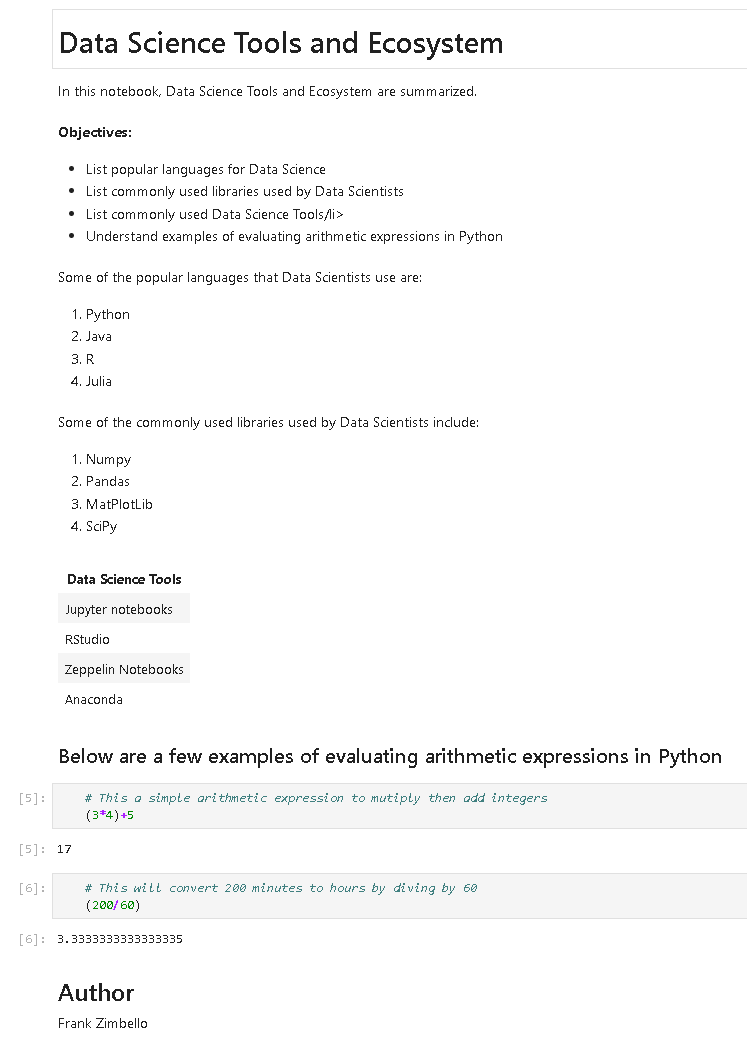 Data Science Tools and Ecosystem
In this notebook, Data Science Tools and Ecosystem are summarized.
Objectives:
• List popular languages for Data Science
• List commonly used libraries used by Data Scientists
• List commonly used Data Science Tools/li>
• Understand examples of evaluating arithmetic expressions in Python
Some of the popular languages that Data Scientists use are:
1. Python
2. Java
3. R
4. Julia
Some of the commonly used libraries used by Data Scientists include:
1. Numpy
2. Pandas
3. MatPlotLib
4. SciPy
Data Science Tools
Jupyter notebooks
RStudio
Zeppelin Notebooks
Anaconda
Below are a few examples of evaluating arithmetic expressions in Python
[5]: # This a simple arithmetic expression to mutiply then add integers
(3*4)+5
[5]: 17
[6]: # This will convert 200 minutes to hours by diving by 60
(200/60)
[6]: 3.3333333333333335
Author
Frank Zimbello